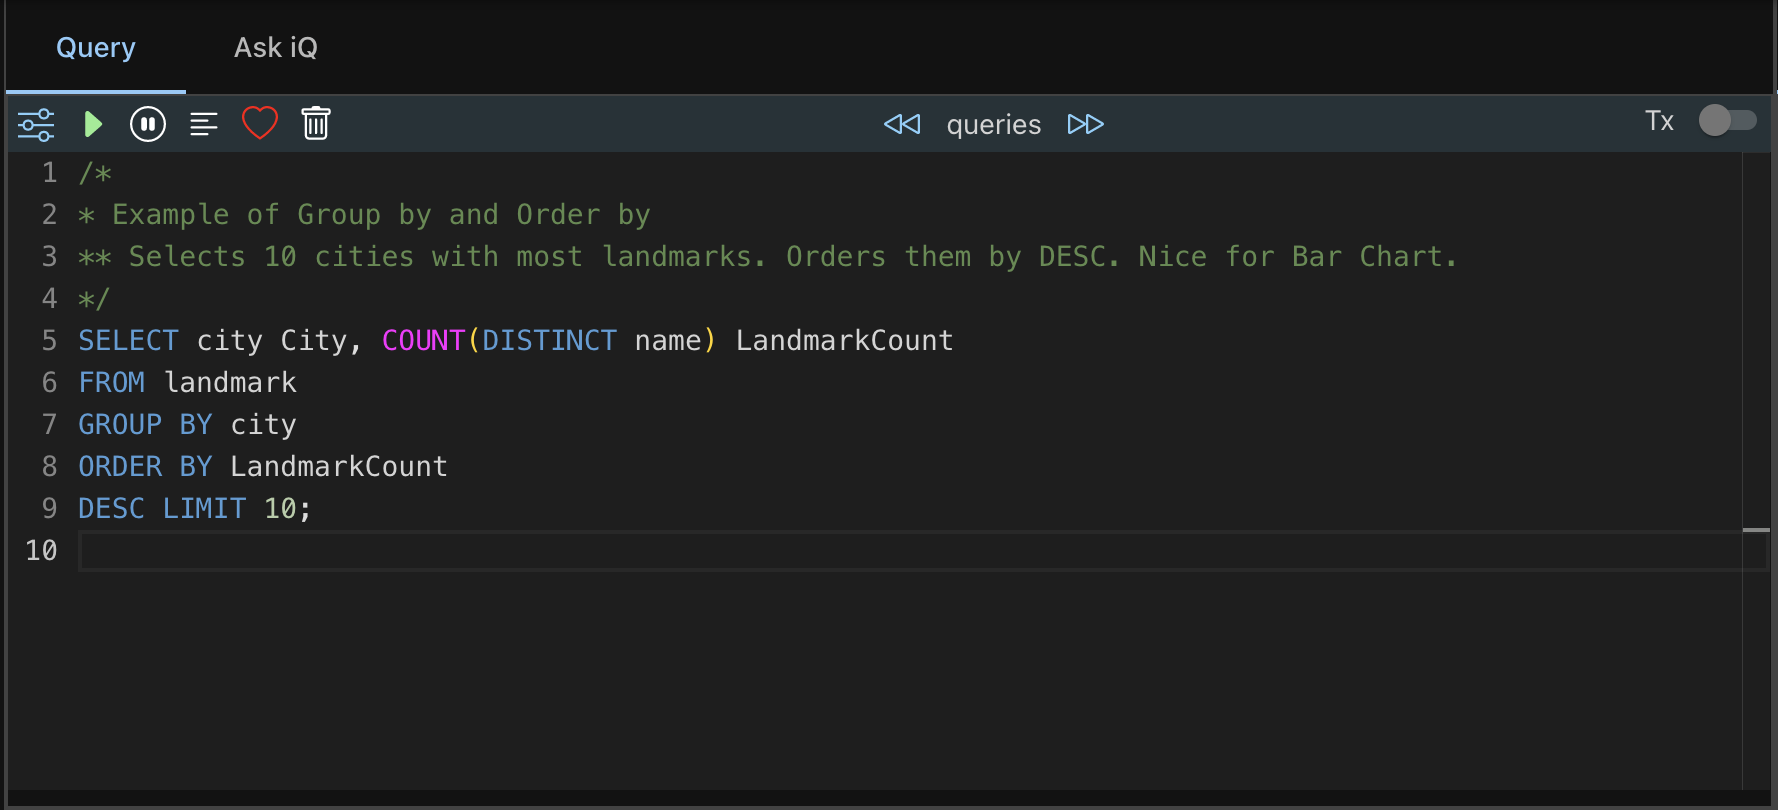 Query Ask iQ
queries Tx
1 /*
2 * Example of Group by and Order by
3 ** Selects 10 cities with most landmarks. Orders them by DESC. Nice for Bar Chart.
4 */
5 SELECT city City, COUNT(DISTINCT name) LandmarkCount
6 FROM landmark
7 GROUP BY city
8 ORDER BY LandmarkCount
9 DESC LIMIT 10;
10